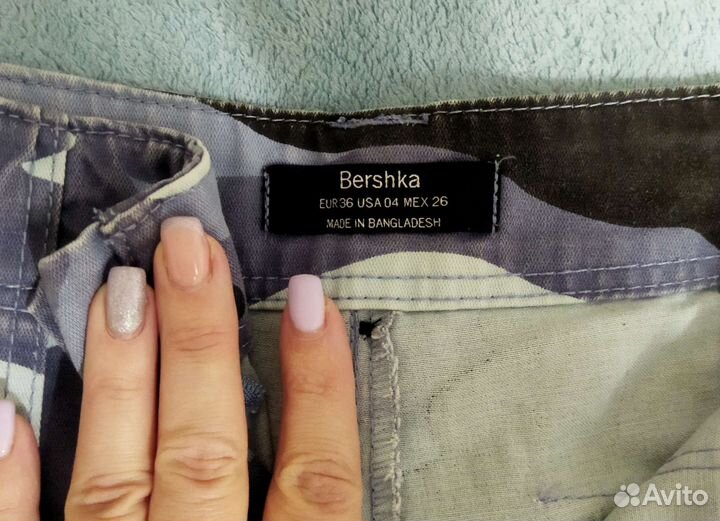 Bershka
EUR36 USA 04 MEX 26
MADE IN BANGLADESH
Avito